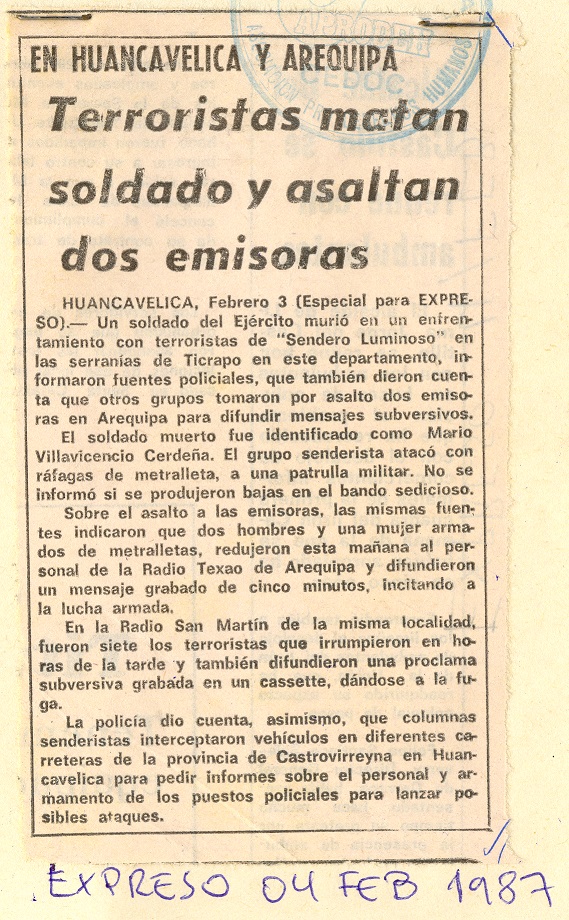 APRODEH
CEDOC
ASOCIACION PRO DERECHOS HUMANOS
EN HUANCAVELICA Y AREQUIPA
Terroristas matan
soldado y asaltan
dos emisoras
HUANCAVELICA, Febrero 3 (Especial para EXPRE-
SO).— Un soldado del Ejército murió en un enfren-
tamiento con terroristas de "Sendero Luminoso" en
las serranías de Ticrapo en este departamento, in-
formaron fuentes policiales, que también dieron cuen-
ta que otros grupos tomaron por asalto dos emiso-
ras en Arequipa para difundir mensajes subversivos.
El soldado muerto fue identificado como Mario
Villavicencio Cerdeña. El grupo senderista atacó con
ráfagas de metralleta, a una patrulla militar. No se
informó si se produjeron bajas en el bando sedicioso.
Sobre el asalto a las emisoras, las mismas fuen-
tes indicaron que dos hombres y una mujer arma-
dos de metralletas, redujeron esta mañana al per-
sonal de la Radio Texao de Arequipa y difundieron
un mensaje grabado de cinco minutos, incitando a
la lucha armada.
En la Radio San Martín de la misma localidad,
fueron siete los terroristas que irrumpieron en ho-
ras de la tarde y también difundieron una proclama
subversiva grabada en un cassette, dándose a la fu-
ga.
La policía dio cuenta, asimismo, que columnas
senderistas interceptaron vehículos en diferentes ca-
rreteras de la provincia de Castrovirreyna en Huan-
cavelica para pedir informes sobre el personal y ar-
mamento de los puestos policiales para lanzar po-
sibles ataques.
EXPRESO 04 FEB 1987